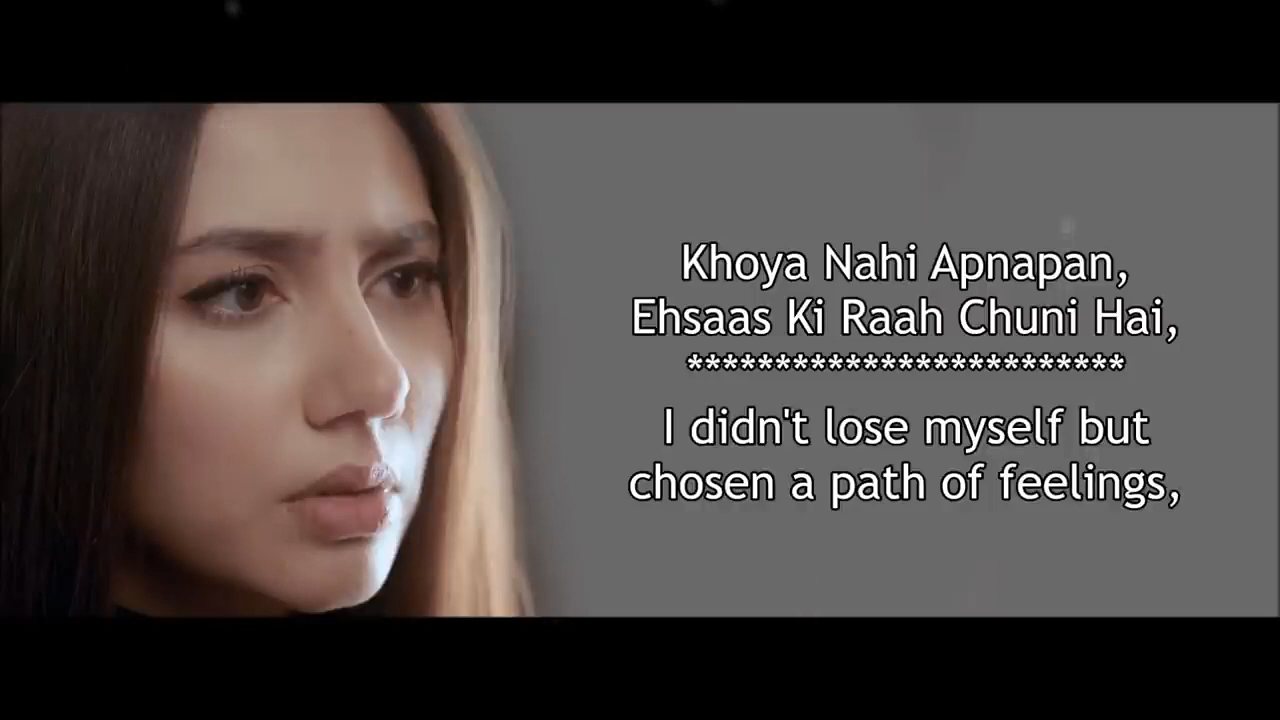 Khoya Nahi Apnapan,
Ehsaas Ki Raah Chuni Hai,
*************************
I didn't lose myself but
chosen a path of feelings,